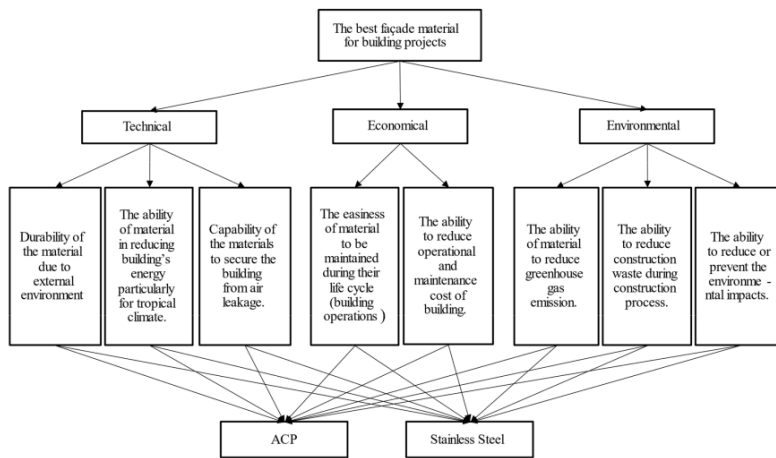 The best façade material
for building projects
Technical
Economical
Environmental
Durability of
the material
due to
external
environment
The ability
of material
in reducing
building's
energy
particularly
for tropical
climate.
Capability of
the materials
to secure the
building
from air
leakage.
The easiness
of material
to be
maintained
during their
life cycle
(building
operations )
The ability
to reduce
operational
and
maintenance
cost of
building.
The ability
of material
to reduce
greenhouse
gas
emission.
The ability
to reduce
construction
waste during
construction
process.
The ability
to reduce or
prevent the
environme -
ntal impacts.
ACP
Stainless Steel